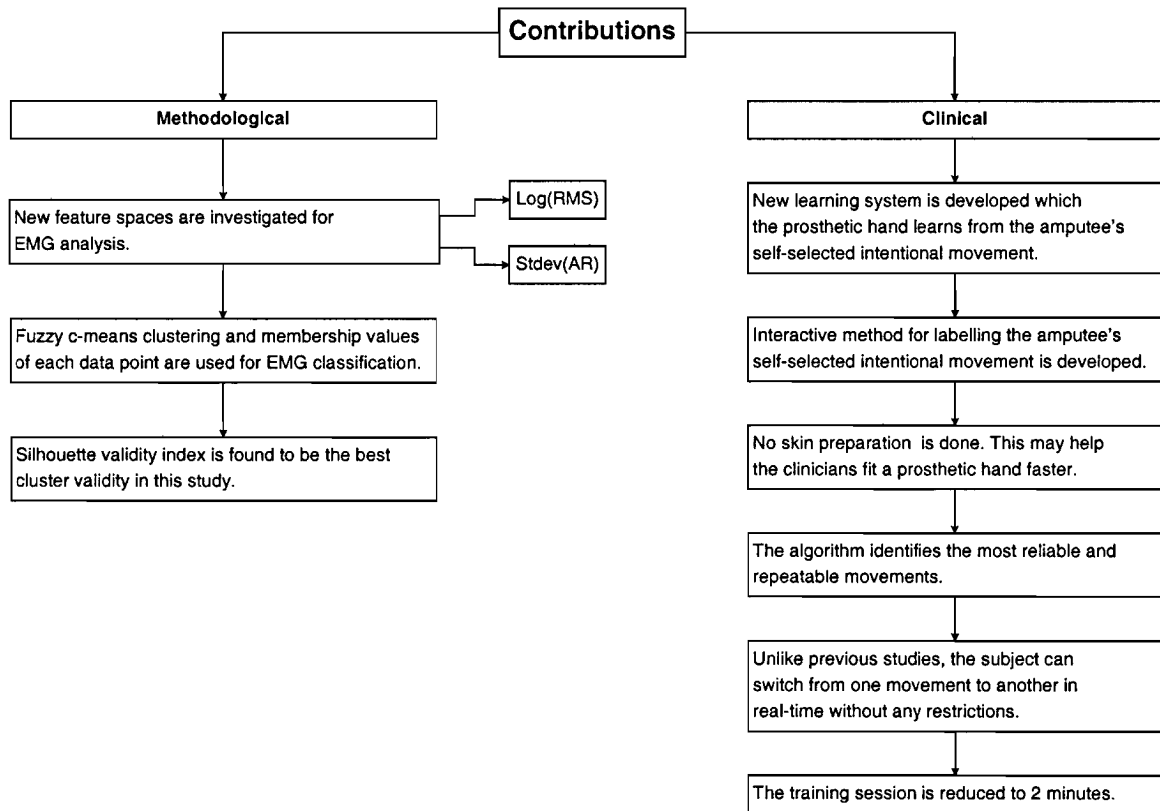 Contributions
Methodological
New feature spaces are investigated for
EMG analysis.
Log(RMS)
Stdev(AR)
Fuzzy c-means clustering and membership values
of each data point are used for EMG classification.
Silhouette validity index is found to be the best
cluster validity in this study.
Clinical
New learning system is developed which
the prosthetic hand learns from the amputee's
self-selected intentional movement.
Interactive method for labelling the amputee's
self-selected intentional movement is developed.
No skin preparation is done. This may help
the clinicians fit a prosthetic hand faster.
The algorithm identifies the most reliable and
repeatable movements.
Unlike previous studies, the subject can
switch from one movement to another in
real-time without any restrictions.
The training session is reduced to 2 minutes.